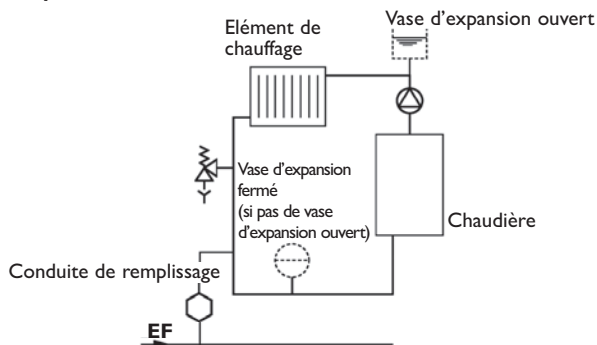 Vase d'expansion ouvert
Elément de
chauffage
Vase d'expansion
fermé
(si pas de vase
d'expansion ouvert)
Chaudière
Conduite de remplissage
EF